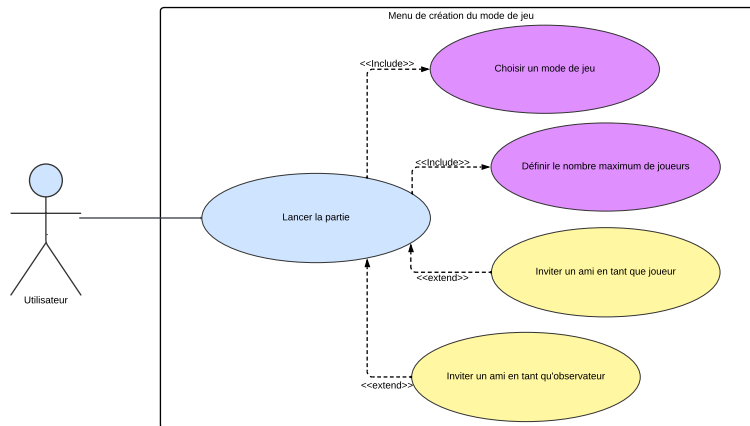 Menu de création du mode de jeu
<<Include>>
Choisir un mode de jeu
<<Include>>
Définir le nombre maximum de joueurs
Lancer la partie
Inviter un ami en tant que joueur
<<extend>>
Utilisateur
Inviter un ami en tant qu'observateur
<<extend>>